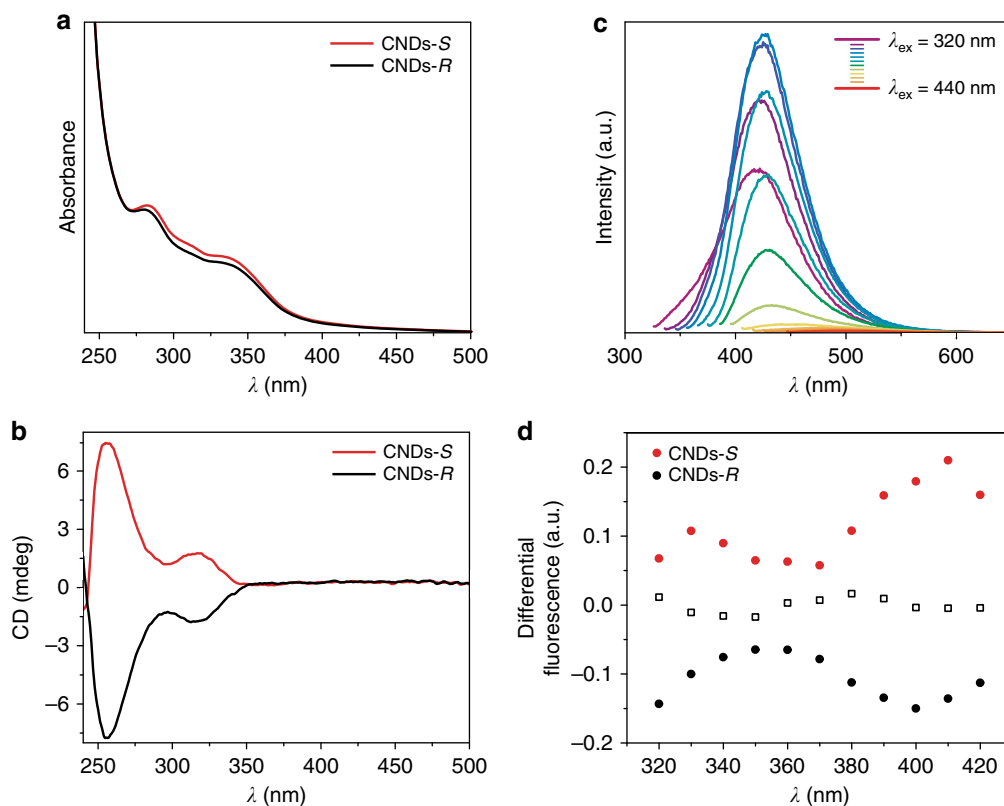 a
CNDs-S
CNDs-R
Absorbance
250 300 350 400 450 500
λ (nm)
b
CNDs-S
CNDs-R
6
3
0
−3
−6
CD (mdeg)
250 300 350 400 450 500
λ (nm)
c
λex = 320 nm
λex = 440 nm
Intensity (a.u.)
300 400 500 600
λ (nm)
d
CNDs-S
CNDs-R
0.2
0.1
0.0
−0.1
−0.2
Differential
fluorescence (a.u.)
320 340 360 380 400 420
λ (nm)